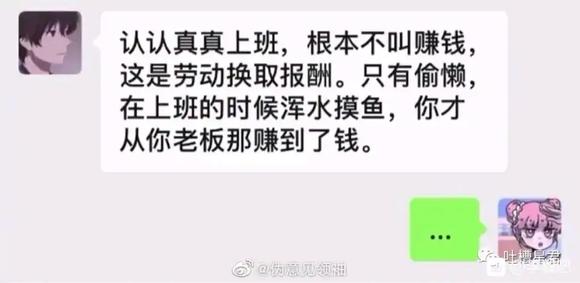 认认真真上班，根本不叫赚钱，
这是劳动换取报酬。只有偷懒，
在上班的时候浑水摸鱼，你才
从你老板那赚到了钱。
...
@伪意见领袖
吐槽星君